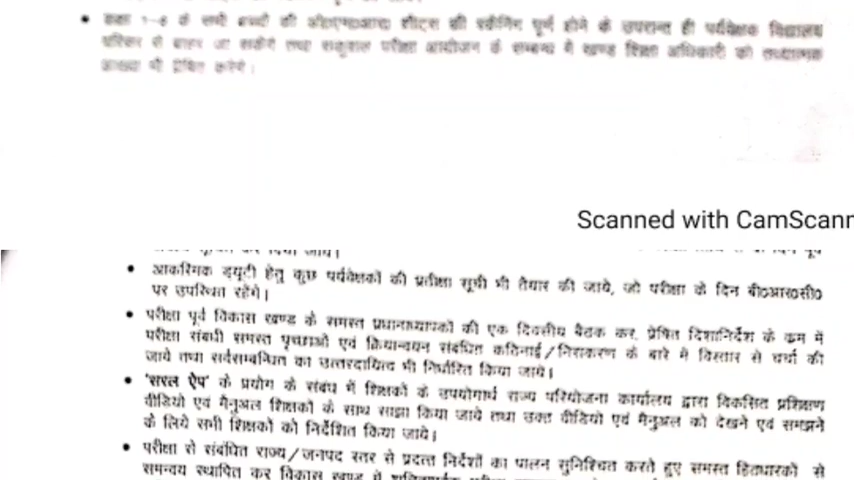 कक्षा 1-8 के सभी बच्चों की ओ०एम०आर० शीट्स की स्कैनिंग पूर्ण होने के उपरान्त ही पर्यवेक्षक विद्यालय
परिसर से बाहर जा सकेंगे तथा सकुशल परीक्षा आयोजन के सम्बन्ध में खण्ड शिक्षा अधिकारी को तथ्यात्मक
आख्या भी प्रेषित करेंगे।
Scanned with CamScann
• आकस्मिक ड्यूटी हेतु कुछ पर्यवेक्षकों की प्रतीक्षा सूची भी तैयार की जाये, जो परीक्षा के दिन बी०आर०सी०
पर उपस्थित रहेंगे।
• परीक्षा पूर्व विकास खण्ड के समस्त प्रधानाध्यापकों की एक दिवसीय बैठक कर, प्रेषित दिशानिर्देश के क्रम में
परीक्षा संबंधी समस्त पृच्छाओं एवं क्रियान्वयन संबंधित कठिनाई/निराकरण के बारे में विस्तार से चर्चा की
जाये तथा सर्वसम्बन्धित का उत्तरदायित्व भी निर्धारित किया जाये।
• 'सरल ऐप' के प्रयोग के संबंध में शिक्षकों के उपयोगार्थ राज्य परियोजना कार्यालय द्वारा विकसित प्रशिक्षण
वीडियो एवं मैनुअल शिक्षकों के साथ साझा किया जाये तथा उक्त वीडियो एवं मैनुअल को देखने एवं समझने
के लिये सभी शिक्षकों को निर्देशित किया जाये।
• परीक्षा से संबंधित राज्य/जनपद स्तर से प्रदत्त निर्देशों का पालन सुनिश्चित करते हुए समस्त हितधारकों से
समन्वय स्थापित कर विकास खण्ड में